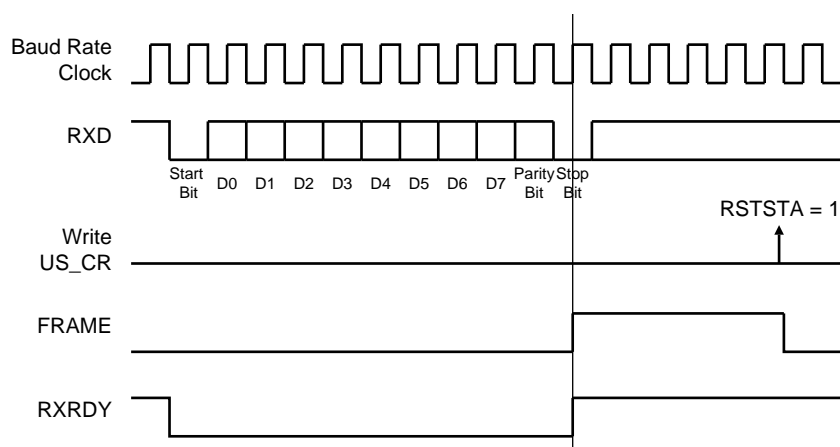 Baud Rate
Clock
RXD
Start
Bit
D0
D1
D2
D3
D4
D5
D6
D7
Parity
Bit
Stop
Bit
RSTSTA = 1
Write
US_CR
FRAME
RXRDY